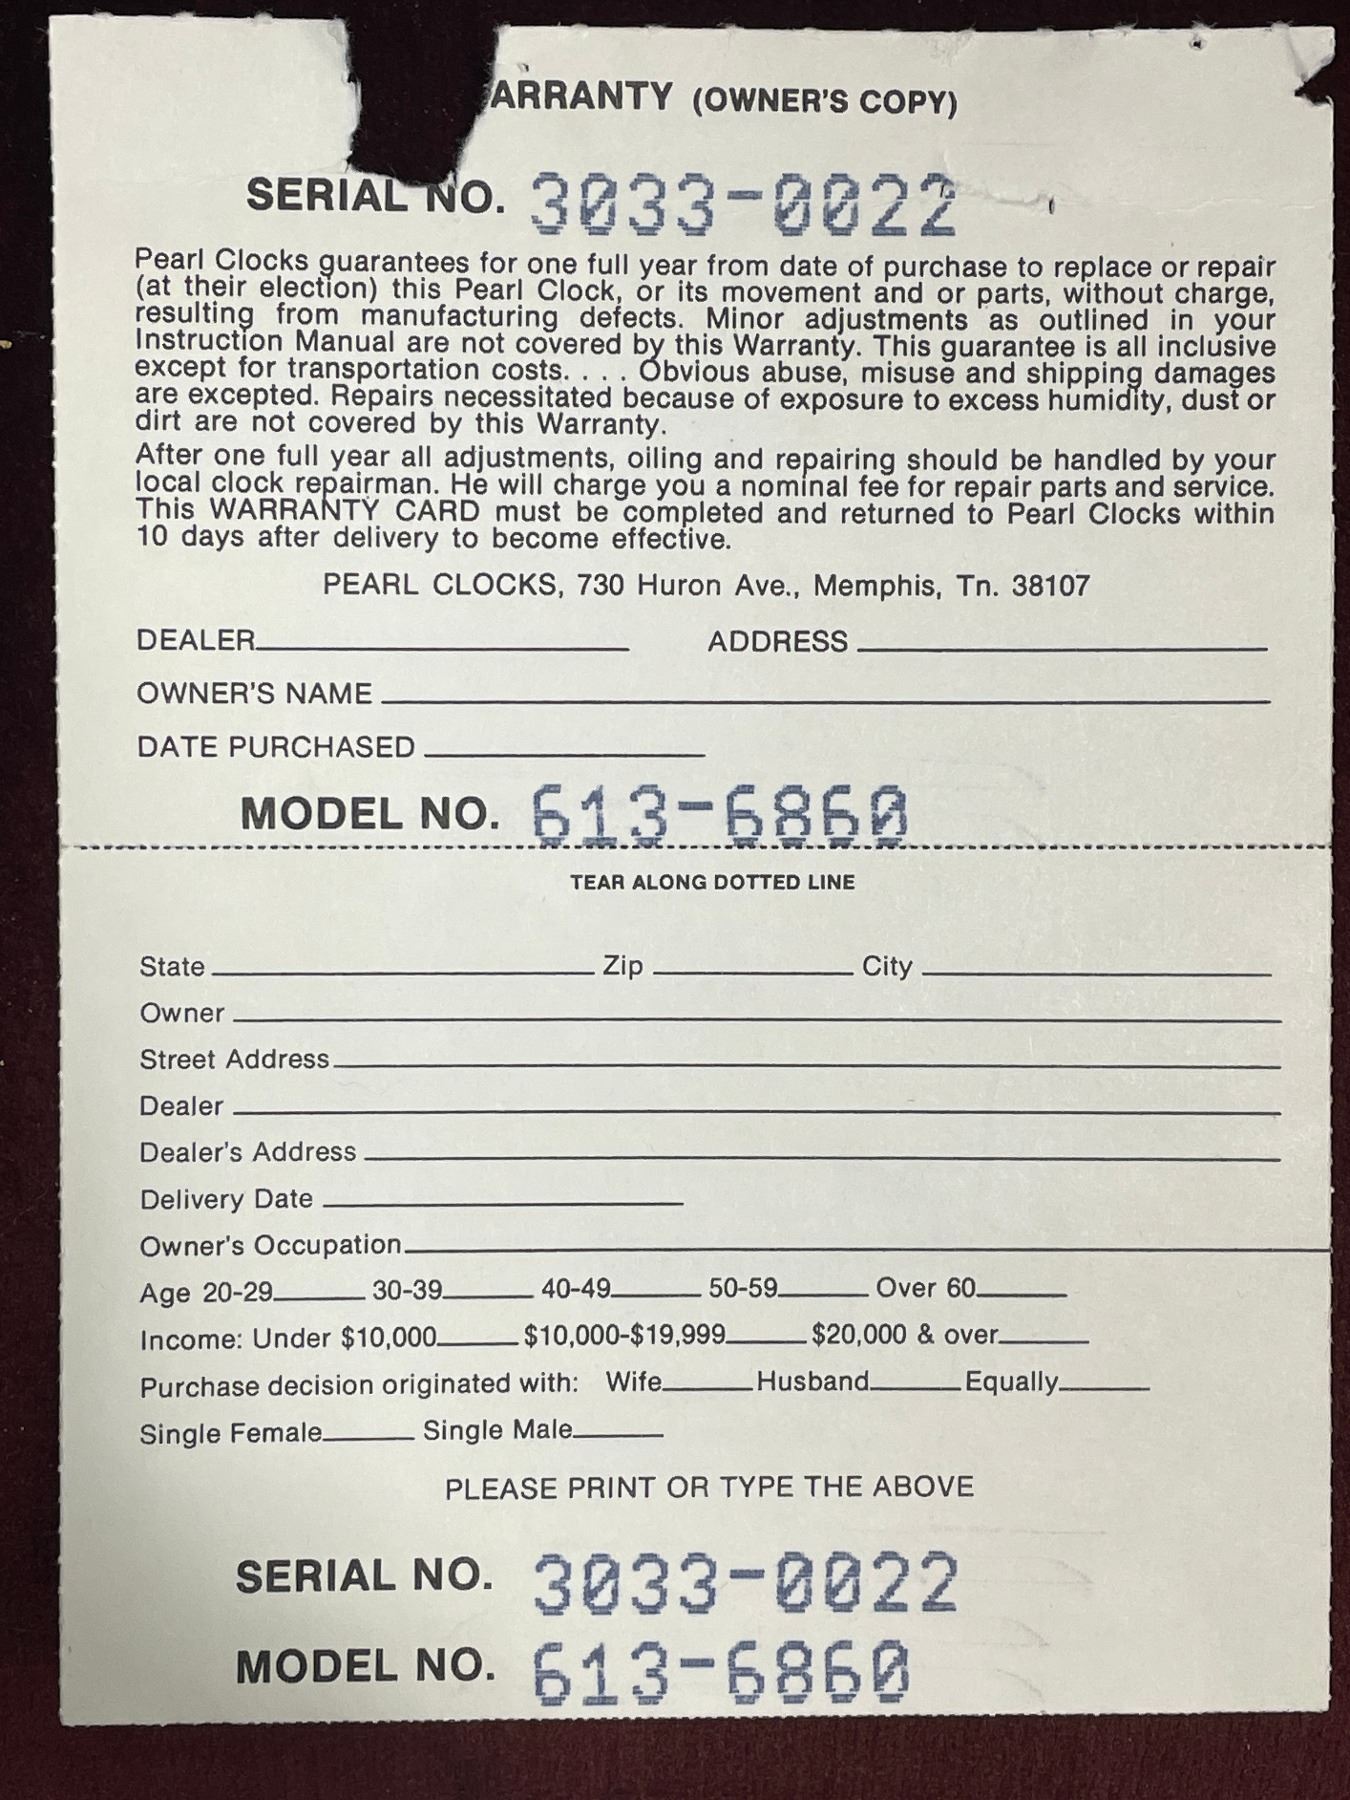 ARRANTY (OWNER'S COPY)
SERIAL NO. 3033-0022
Pearl Clocks guarantees for one full year from date of purchase to replace or repair
(at their election) this Pearl Clock, or its movement and or parts, without charge,
resulting from manufacturing defects. Minor adjustments as outlined in your
Instruction Manual are not covered by this Warranty. This guarantee is all inclusive
except for transportation costs. . . . Obvious abuse, misuse and shipping damages
are excepted. Repairs necessitated because of exposure to excess humidity, dust or
dirt are not covered by this Warranty.
After one full year all adjustments, oiling and repairing should be handled by your
local clock repairman. He will charge you a nominal fee for repair parts and service.
This WARRANTY CARD must be completed and returned to Pearl Clocks within
10 days after delivery to become effective.
PEARL CLOCKS, 730 Huron Ave., Memphis, Tn. 38107
DEALER ADDRESS
OWNER'S NAME
DATE PURCHASED
MODEL NO. 613-6860
TEAR ALONG DOTTED LINE
State Zip City
Owner
Street Address
Dealer
Dealer's Address
Delivery Date
Owner's Occupation
Age 20-29 30-39 40-49 50-59 Over 60
Income: Under $10,000 $10,000-$19,999 $20,000 & over
Purchase decision originated with: Wife Husband Equally
Single Female Single Male
PLEASE PRINT OR TYPE THE ABOVE
SERIAL NO. 3033-0022
MODEL NO. 613-6860